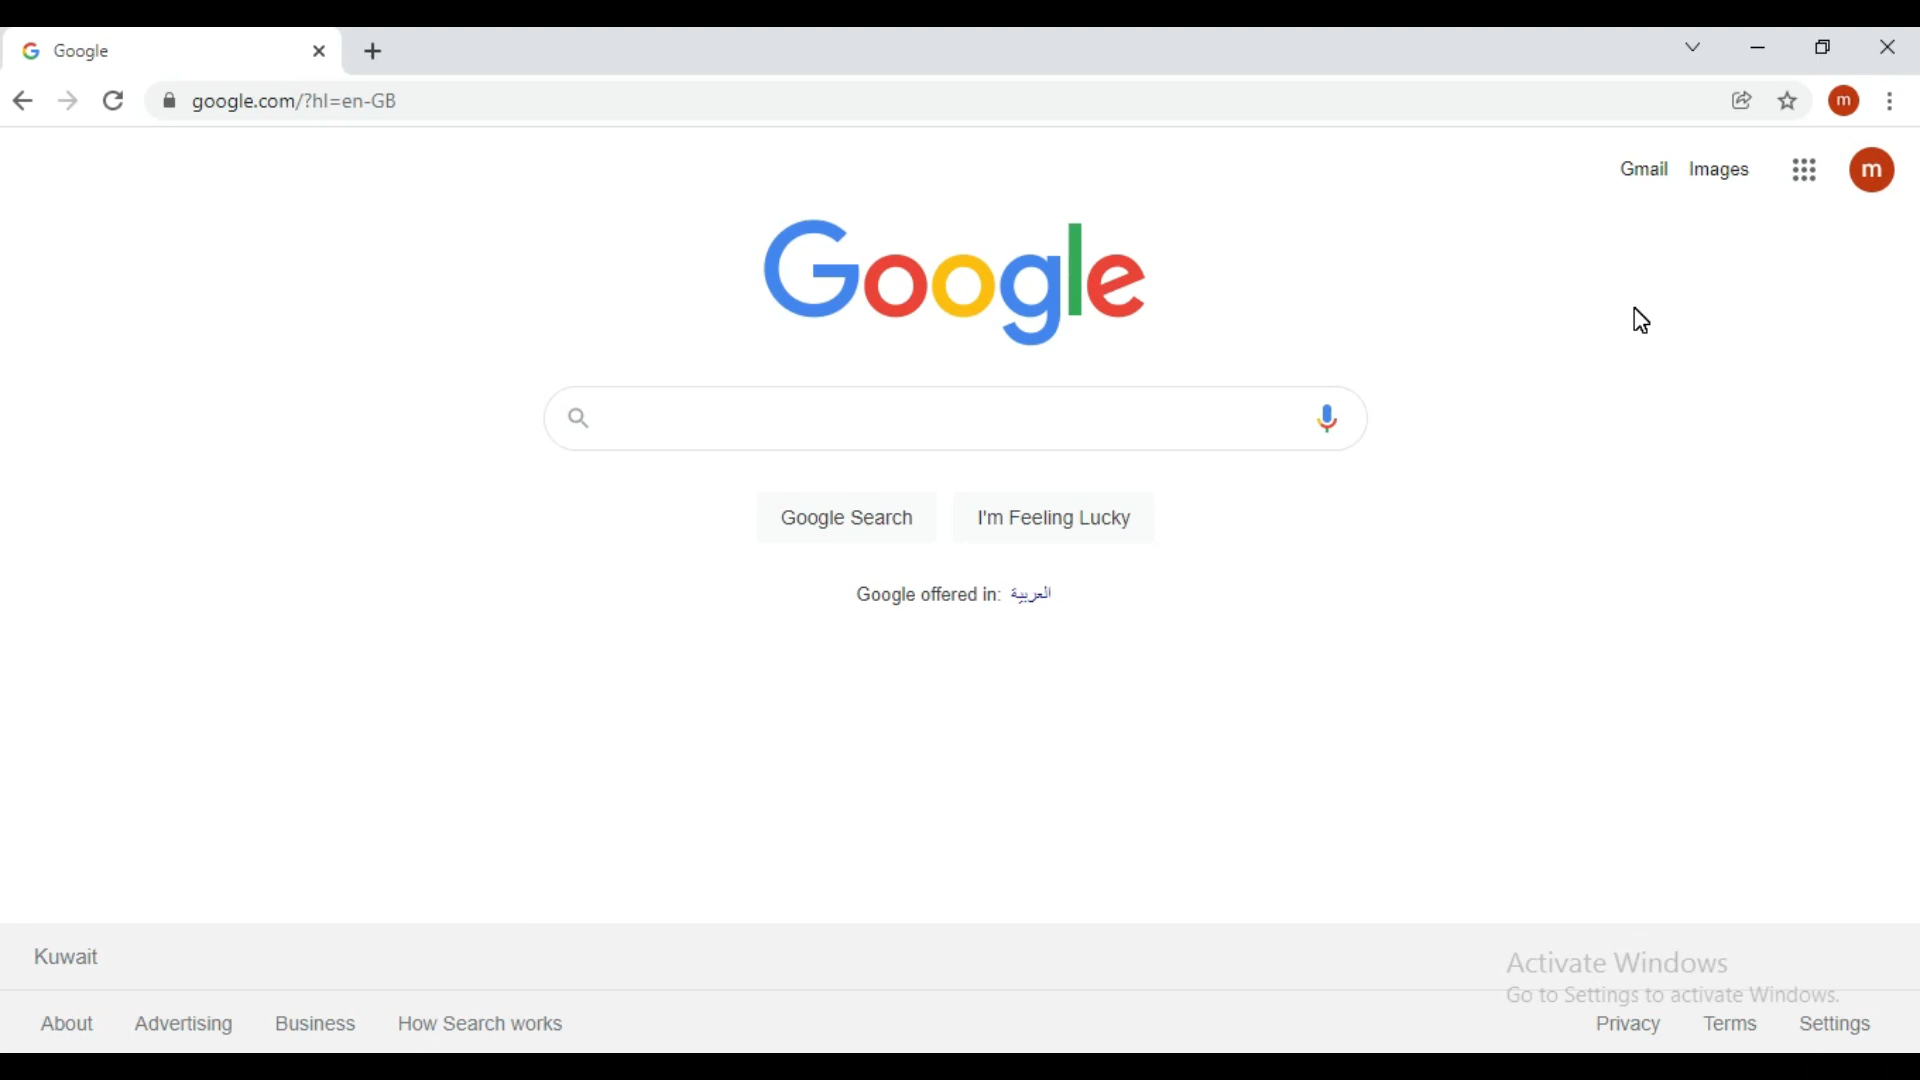 Google
google.com/?hl=en-GB
m
Gmail Images
m
Google
Google Search
I'm Feeling Lucky
Google offered in: العربية
Kuwait
Activate Windows
Go to Settings to activate Windows.
About Advertising Business How Search works
Privacy Terms Settings